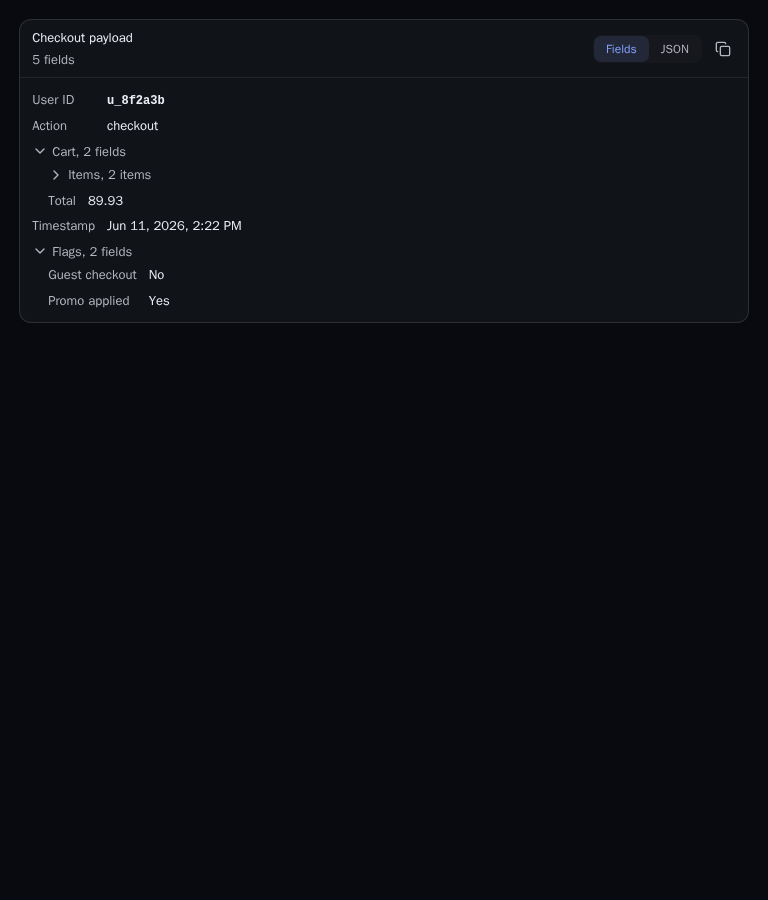 Checkout payload
5 fields
Fields JSON
User ID u_8f2a3b
Action checkout
Cart, 2 fields
Items, 2 items
Total 89.93
Timestamp Jun 11, 2026, 2:22 PM
Flags, 2 fields
Guest checkout No
Promo applied Yes